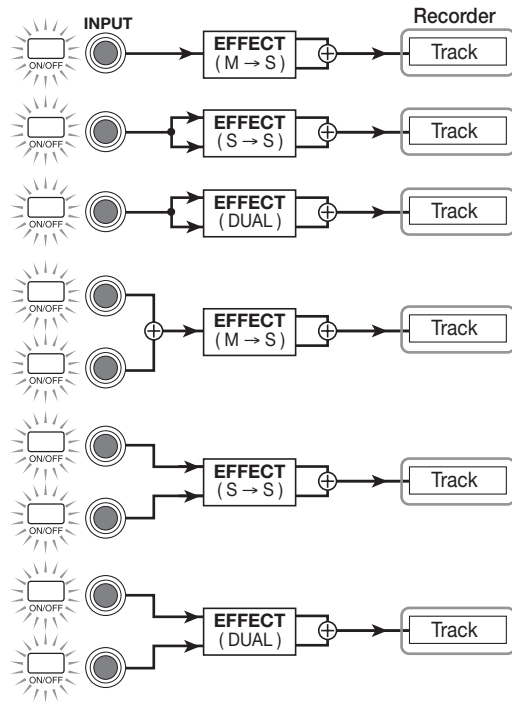 INPUT
Recorder
ON/OFF
EFFECT
( M → S )
Track
ON/OFF
EFFECT
( S → S )
Track
ON/OFF
EFFECT
( DUAL )
Track
ON/OFF
ON/OFF
EFFECT
( M → S )
Track
ON/OFF
ON/OFF
EFFECT
( S → S )
Track
ON/OFF
ON/OFF
EFFECT
( DUAL )
Track